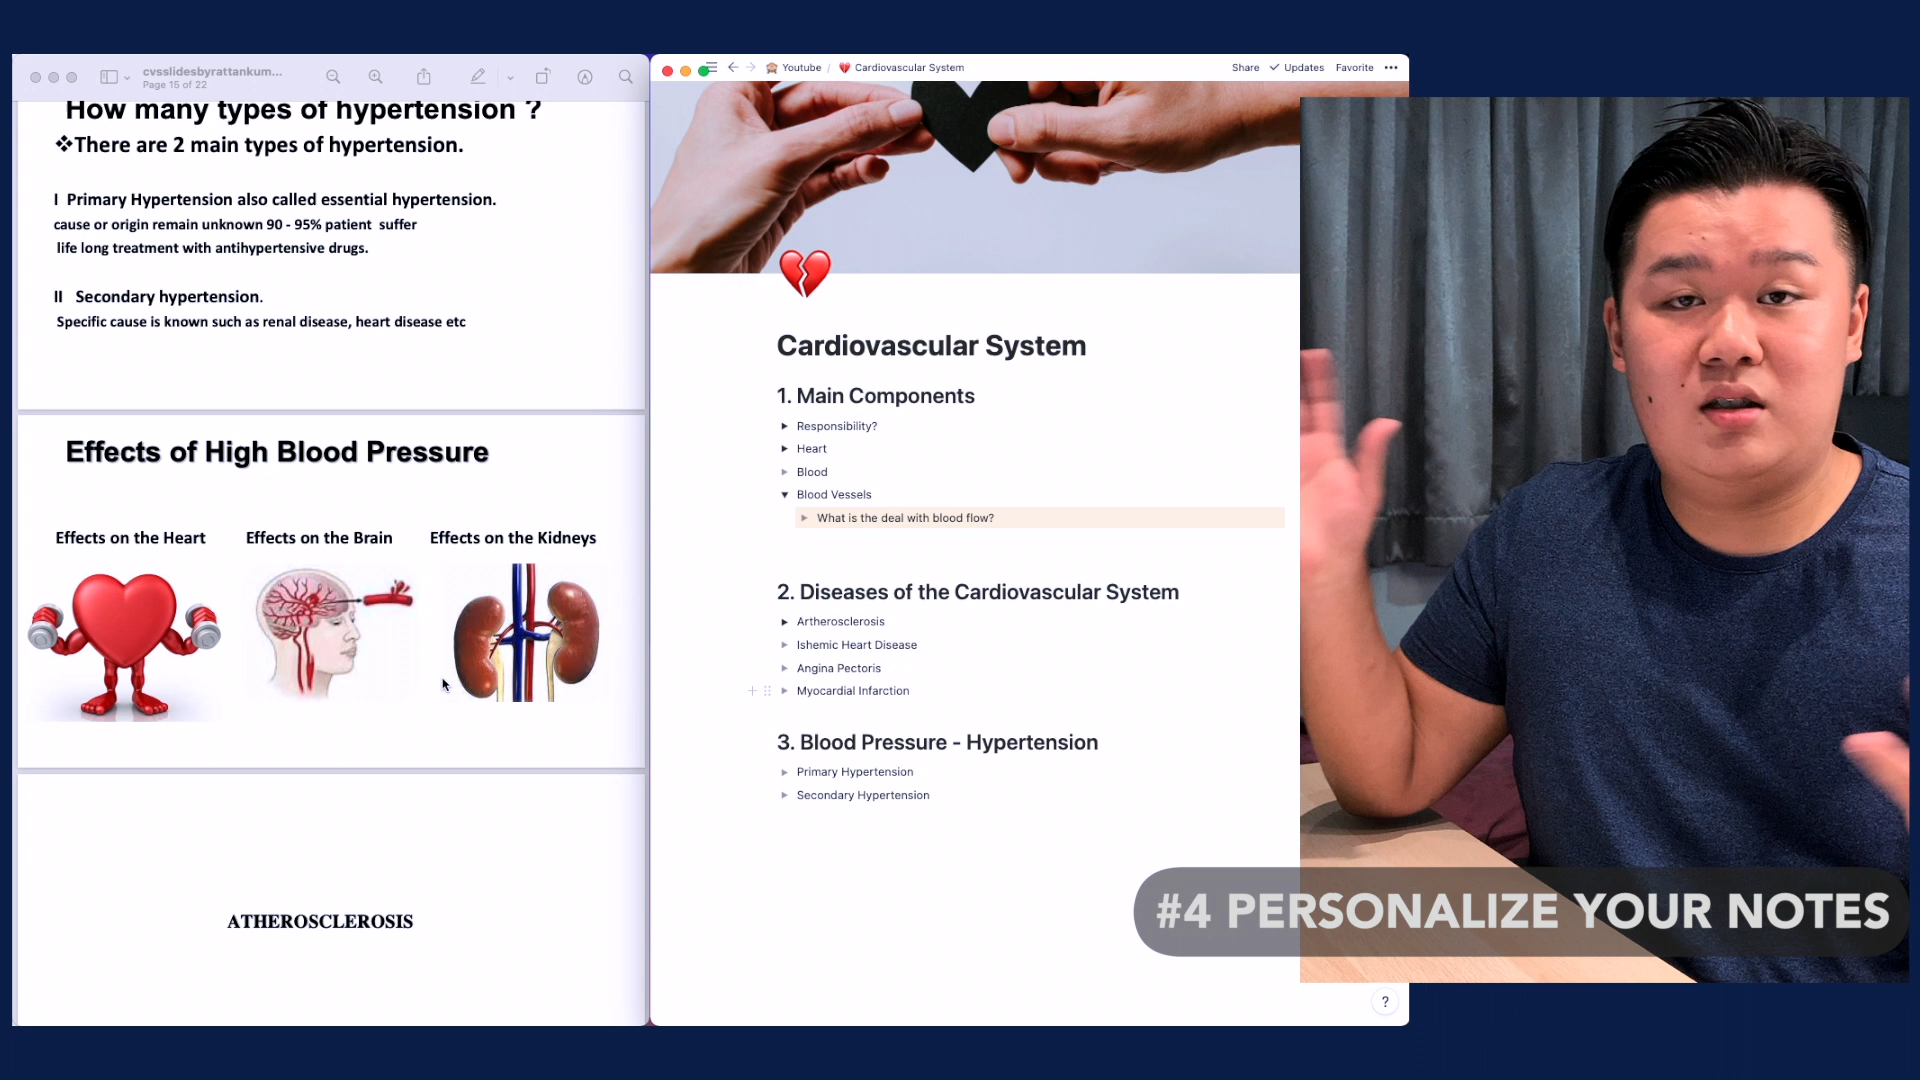 cvsslidesbyrattankum...
Page 15 of 22
How many types of hypertension ?
❖There are 2 main types of hypertension.
I Primary Hypertension also called essential hypertension.
cause or origin remain unknown 90 - 95% patient suffer
life long treatment with antihypertensive drugs.
II Secondary hypertension.
Specific cause is known such as renal disease, heart disease etc
Effects of High Blood Pressure
Effects on the Heart Effects on the Brain Effects on the Kidneys
ATHEROSCLEROSIS
Youtube / Cardiovascular System Share Updates Favorite
Cardiovascular System
1. Main Components
Responsibility?
Heart
Blood
Blood Vessels
What is the deal with blood flow?
2. Diseases of the Cardiovascular System
Artherosclerosis
Ishemic Heart Disease
Angina Pectoris
Myocardial Infarction
3. Blood Pressure - Hypertension
Primary Hypertension
Secondary Hypertension
#4 PERSONALIZE YOUR NOTES
?